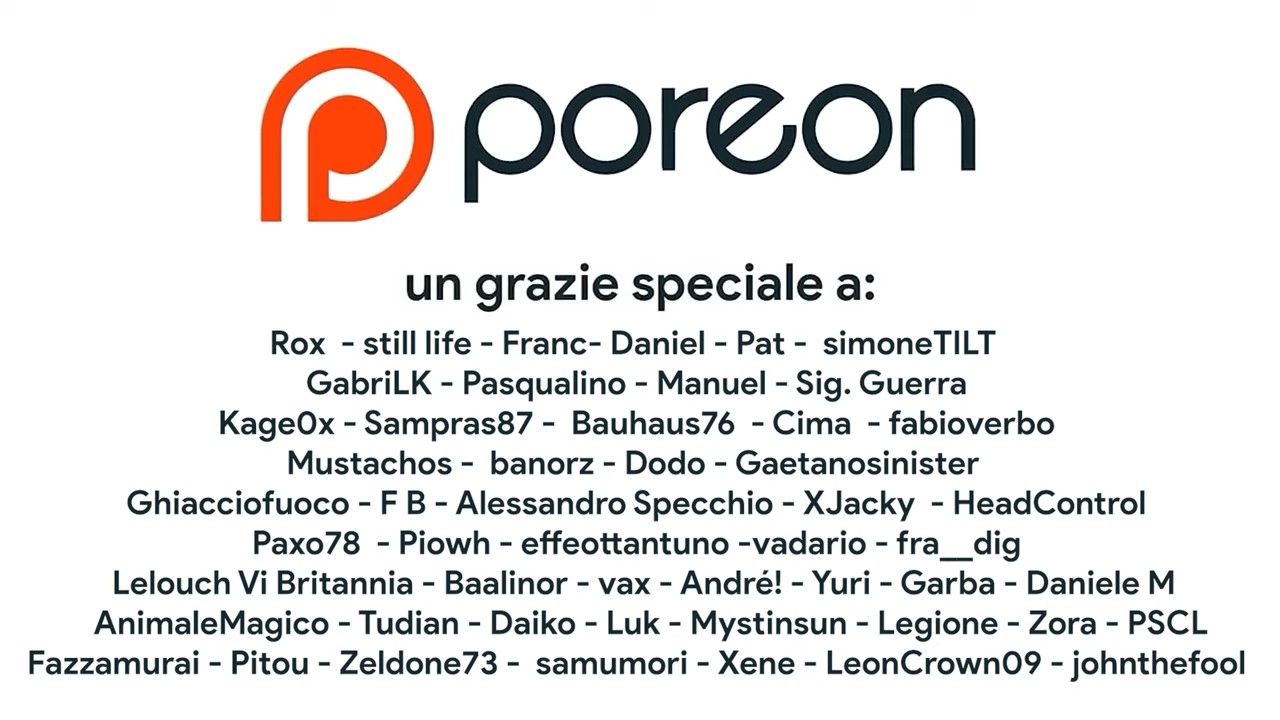 poreon
un grazie speciale a:
Rox  - still life - Franc- Daniel - Pat -  simoneTILT
GabriLK - Pasqualino - Manuel - Sig. Guerra
Kage0x - Sampras87 -  Bauhaus76  - Cima  - fabioverbo
Mustachos -  banorz - Dodo - Gaetanosinister
Ghiacciofuoco - F B - Alessandro Specchio - XJacky  - HeadControl
Paxo78  - Piowh - effeottantuno -vadario - fra__dig
Lelouch Vi Britannia - Baalinor - vax - André! - Yuri - Garba - Daniele M
AnimaleMagico - Tudian - Daiko - Luk - Mystinsun - Legione - Zora - PSCL
Fazzamurai - Pitou - Zeldone73 -  samumori - Xene - LeonCrown09 - johnthefool